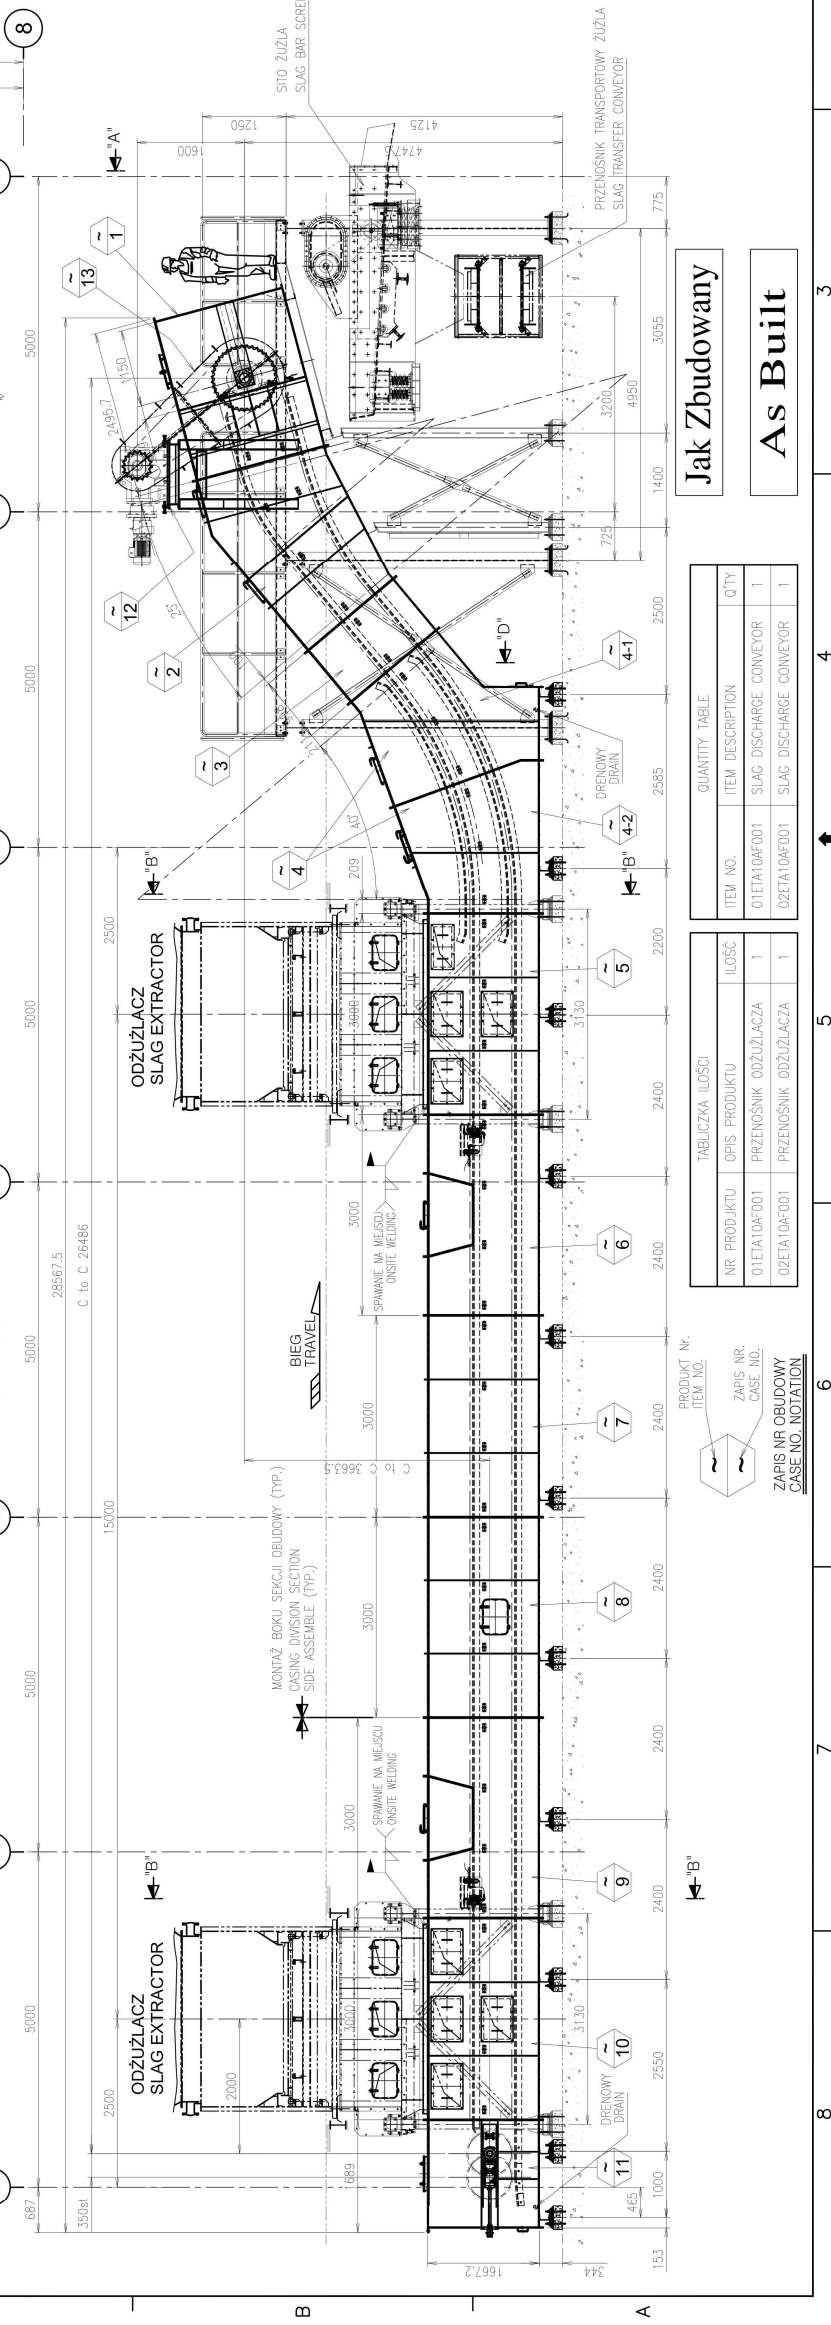 8
5000
5000
5000
5000
5000
5000
687
28567.5
C to C 26486
15000
2500
2500
2000
350st
"A"
1600
1250
4125
4747.6
SITO ŻUŻLA
SLAG BAR SCREE
PRZENOŚNIK TRANSPORTOWY ŻUŻLA
SLAG TRANSFER CONVEYOR
~
1
~
13
~
12
~
2
~
3
~
4
~
4-1
~
4-2
~
5
~
6
~
7
~
8
~
9
~
10
~
11
2495.7
1150
25°
40°
209
"B"
"B"
"D"
"B"
"B"
ODŻUŻLACZ
SLAG EXTRACTOR
ODŻUŻLACZ
SLAG EXTRACTOR
3000
3000
3000
3000
3000
3000
1689
SPAWANIE NA MIEJSCU
ONSITE WELDING
SPAWANIE NA MIEJSCU
ONSITE WELDING
BIEG
TRAVEL
C to C 3663.5
MONTAŻ BOKU SEKCJI OBUDOWY (TYP.)
CASING DIVISION SECTION
SIDE ASSEMBLE (TYP.)
DRENOWY
DRAIN
DRENOWY
DRAIN
3130
3130
775
3055
3200
4950
1400
725
2500
2585
2200
2400
2400
2400
2400
2400
2400
2550
1000
465
153
344
1667.2
Jak Zbudowany
As Built
QUANTITY TABLE
ITEM NO. ITEM DESCRIPTION Q'TY
01ETA10AF001 SLAG DISCHARGE CONVEYOR 1
02ETA10AF001 SLAG DISCHARGE CONVEYOR 1
TABLICZKA ILOŚCI
NR PRODJKTU OPIS PRODUKTU ILOŚĆ
01ETA10AF001 PRZENOŚNIK ODŻUŻLACZA 1
02ETA10AF001 PRZENOŚNIK ODŻUŻLACZA 1
PRODUKT Nr.
ITEM NO.
~
~
ZAPIS NR.
CASE NO.
ZAPIS NR OBUDOWY
CASE NO. NOTATION
3
4
5
6
7
8
B
A